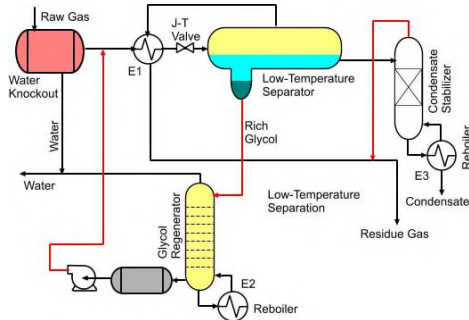 Raw Gas
J-T
Valve
Water
Knockout
E1
Low-Temperature
Separator
Condensate
Stabilizer
Water
Rich
Glycol
Reboiler
E3
Water
Condensate
Glycol
Regenerator
Low-Temperature
Separation
Residue Gas
E2
Reboiler